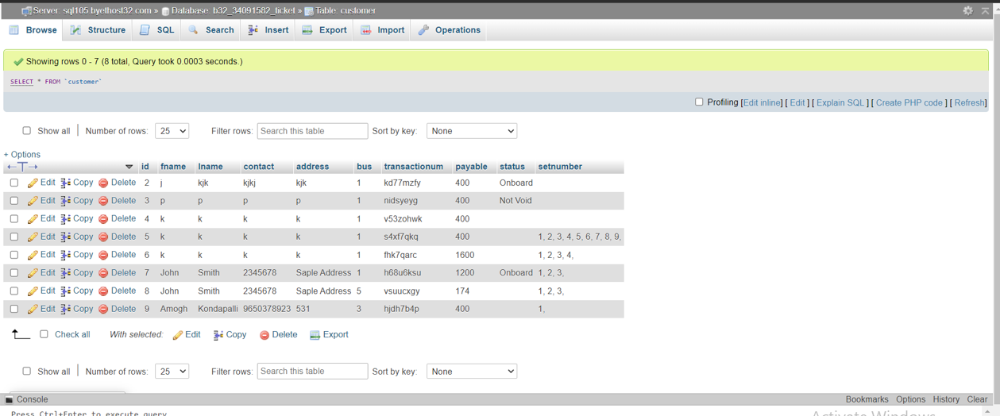 Server: sql105.byethost32.com » Database: b32_34091582_ticket » Table: customer
Browse Structure SQL Search Insert Export Import Operations
Showing rows 0 - 7 (8 total, Query took 0.0003 seconds.)
SELECT * FROM `customer`
Profiling [Edit inline] [ Edit ] [ Explain SQL ] [ Create PHP code ] [ Refresh]
Show all | Number of rows: 25 Filter rows: Search this table Sort by key: None
+ Options
←T→ id fname lname contact address bus transactionum payable status setnumber
Edit Copy Delete 2 j kjk kjkj kjk 1 kd77mzfy 400 Onboard
Edit Copy Delete 3 p p p p 1 nidsyeyg 400 Not Void
Edit Copy Delete 4 k k k k 1 v53zohwk 400
Edit Copy Delete 5 k k k k 1 s4xf7qkq 400 1, 2, 3, 4, 5, 6, 7, 8, 9,
Edit Copy Delete 6 k k k k 1 fhk7qarc 1600 1, 2, 3, 4,
Edit Copy Delete 7 John Smith 2345678 Saple Address 1 h68u6ksu 1200 Onboard 1, 2, 3,
Edit Copy Delete 8 John Smith 2345678 Saple Address 5 vsuucxgy 174 1, 2, 3,
Edit Copy Delete 9 Amogh Kondapalli 9650378923 531 3 hjdh7b4p 400 1,
Check all With selected: Edit Copy Delete Export
Show all | Number of rows: 25 Filter rows: Search this table Sort by key: None
Console Bookmarks Options History Clear
Press Ctrl+Enter to execute query Activate Windows